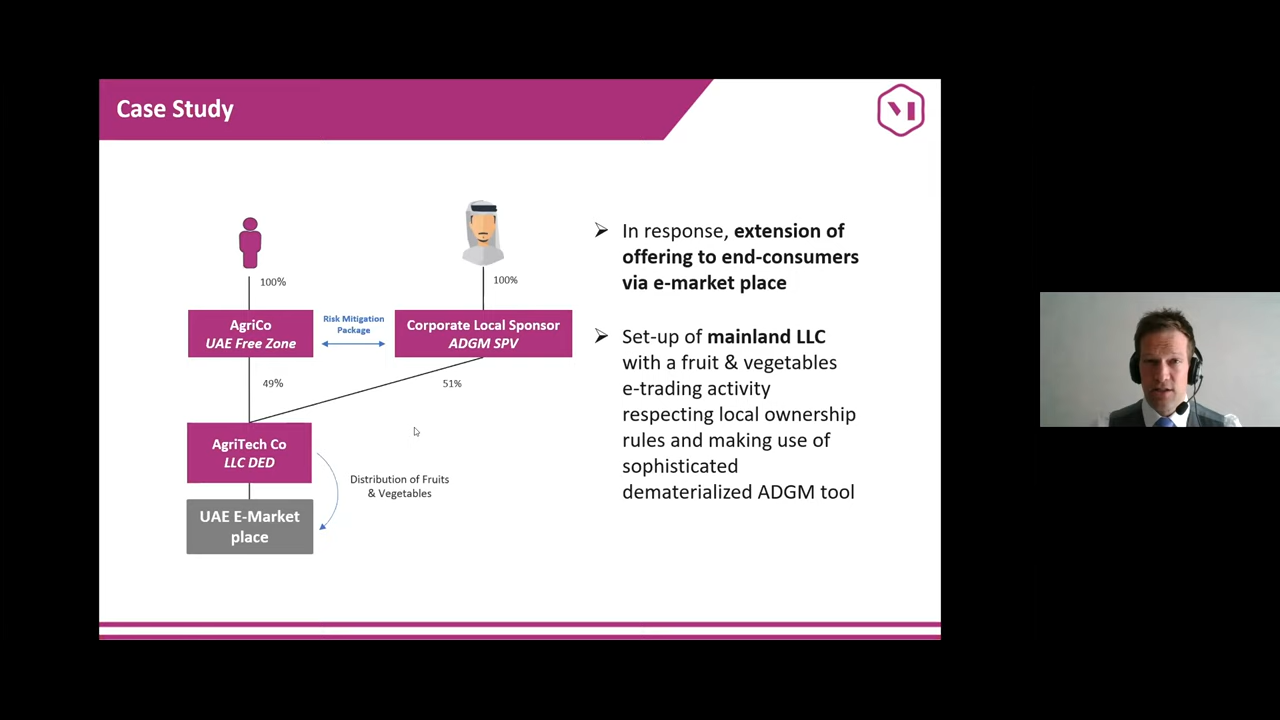 Case Study
100%
100%
AgriCo
UAE Free Zone
Risk Mitigation
Package
Corporate Local Sponsor
ADGM SPV
49%
51%
AgriTech Co
LLC DED
Distribution of Fruits
& Vegetables
UAE E-Market
place
➢ In response, extension of
offering to end-consumers
via e-market place
➢ Set-up of mainland LLC
with a fruit & vegetables
e-trading activity
respecting local ownership
rules and making use of
sophisticated
dematerialized ADGM tool